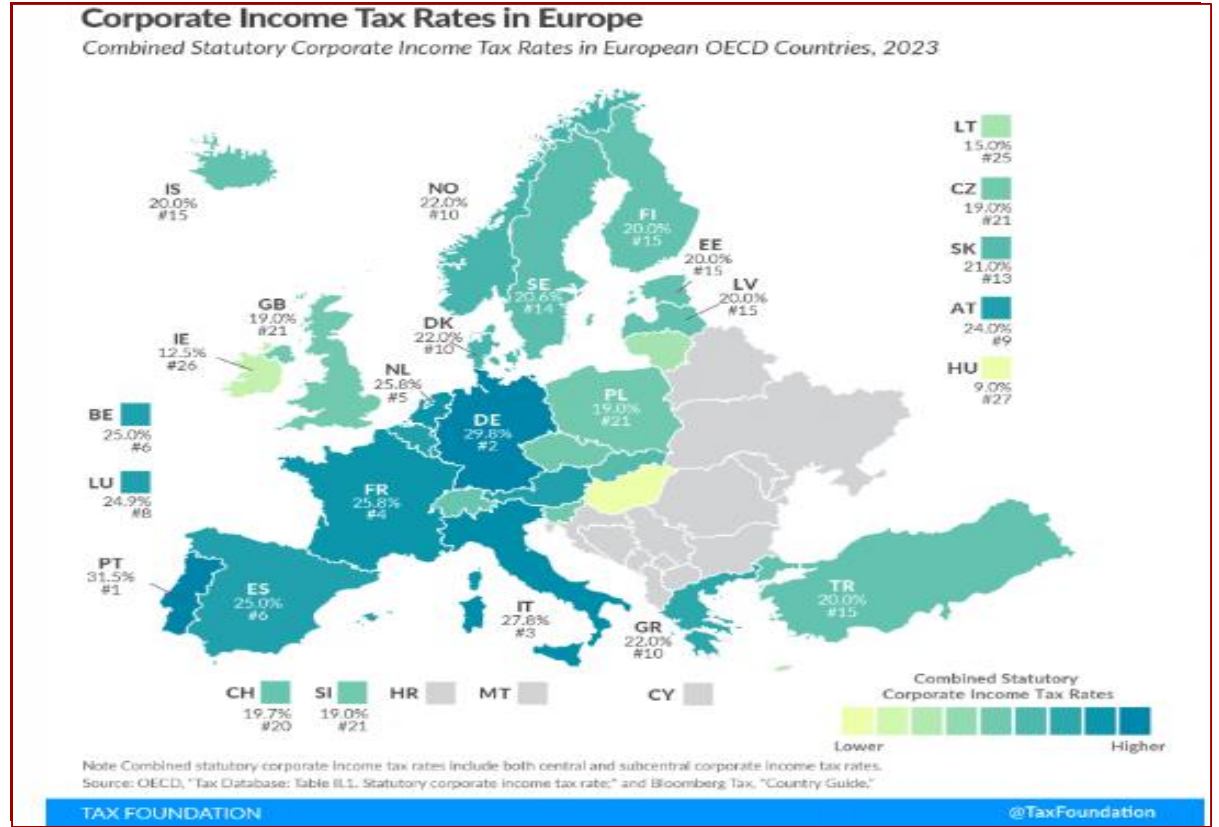 Corporate Income Tax Rates in Europe
Combined Statutory Corporate Income Tax Rates in European OECD Countries, 2023
IS
20.0%
#15
NO
22.0%
#10
FI
20.0%
#15
SE
20.6%
#14
EE
20.0%
#15
LV
20.0%
#15
LT
15.0%
#25
CZ
19.0%
#21
SK
21.0%
#13
AT
24.0%
#9
HU
9.0%
#27
GB
19.0%
#21
IE
12.5%
#26
DK
22.0%
#10
NL
25.8%
#5
PL
19.0%
#21
DE
29.8%
#2
BE
25.0%
#6
LU
24.9%
#8
FR
25.8%
#4
PT
31.5%
#1
ES
25.0%
#6
IT
27.8%
#3
GR
22.0%
#10
TR
20.0%
#15
CH
19.7%
#20
SI
19.0%
#21
HR
MT
CY
Combined Statutory
Corporate Income Tax Rates
Lower
Higher
Note Combined statutory corporate income tax rates include both central and subcentral corporate income tax rates.
Source: OECD, "Tax Database: Table II.1. Statutory corporate income tax rate;" and Bloomberg Tax, "Country Guide."
TAX FOUNDATION
@TaxFoundation